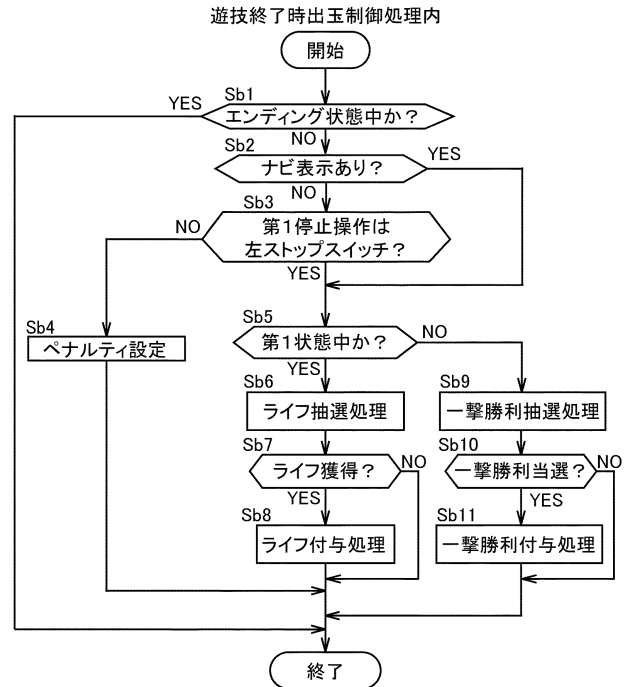 遊技終了時出玉制御処理内
開始
Sb1
YES
エンディング状態中か？
NO
Sb2
YES
ナビ表示あり？
NO
Sb3
NO
第1停止操作は
左ストップスイッチ？
YES
Sb4
ペナルティ設定
Sb5
NO
第1状態中か？
YES
Sb6
ライフ抽選処理
Sb9
一撃勝利抽選処理
Sb7
ライフ獲得？
NO
YES
Sb10
一撃勝利当選？
NO
YES
Sb8
ライフ付与処理
Sb11
一撃勝利付与処理
終了